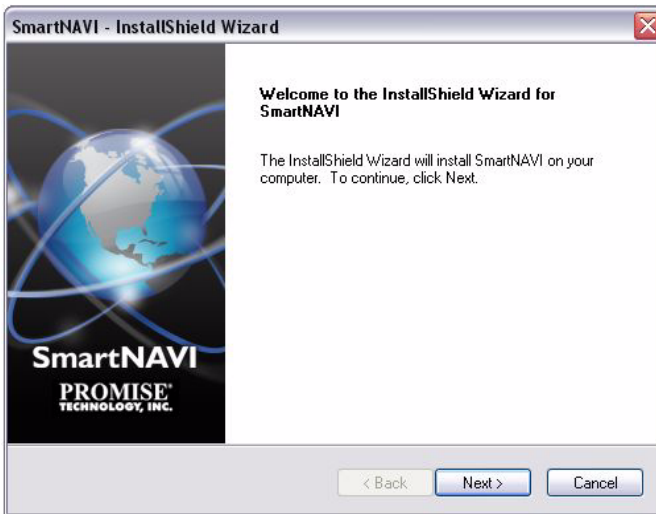 SmartNAVI - InstallShield Wizard
Welcome to the InstallShield Wizard for
SmartNAVI
The InstallShield Wizard will install SmartNAVI on your
computer. To continue, click Next.
SmartNAVI
PROMISE®
TECHNOLOGY, INC.
< Back
Next >
Cancel